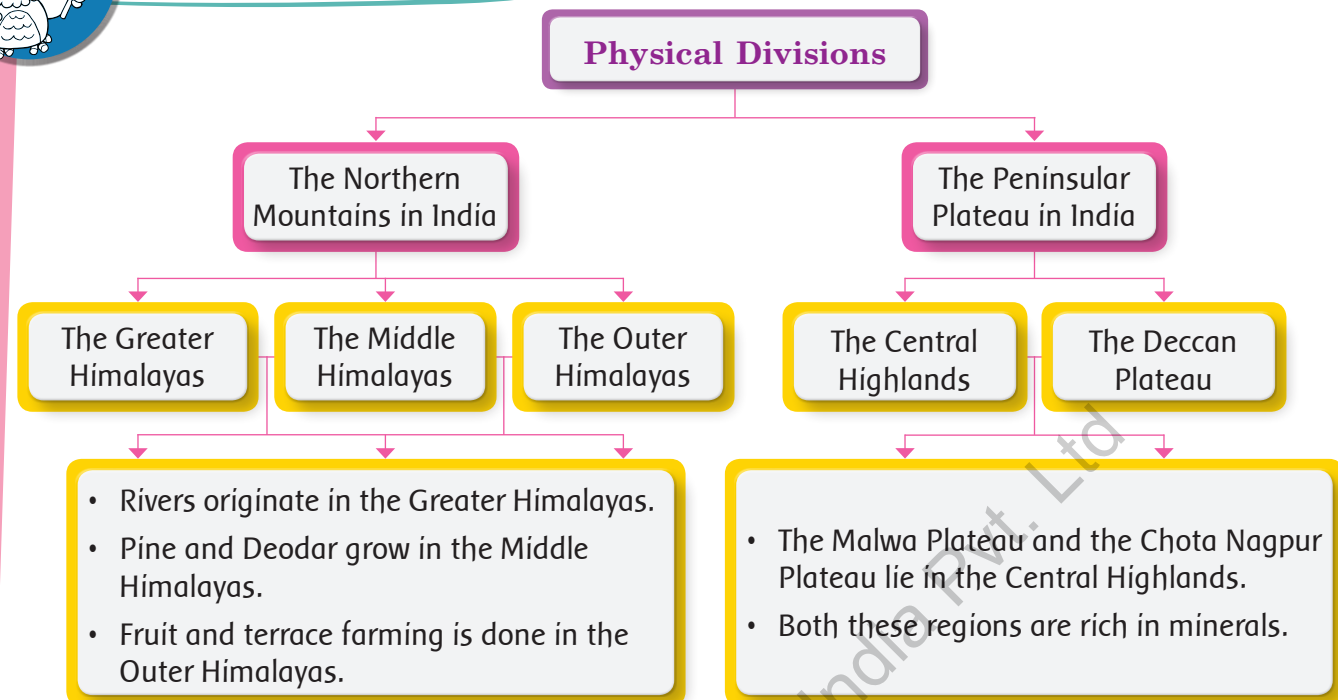 Physical Divisions
The Northern
Mountains in India
The Peninsular
Plateau in India
The Greater
Himalayas
The Middle
Himalayas
The Outer
Himalayas
The Central
Highlands
The Deccan
Plateau
• Rivers originate in the Greater Himalayas.
• Pine and Deodar grow in the Middle
Himalayas.
• Fruit and terrace farming is done in the
Outer Himalayas.
• The Malwa Plateau and the Chota Nagpur
Plateau lie in the Central Highlands.
• Both these regions are rich in minerals.
India Pvt. Ltd